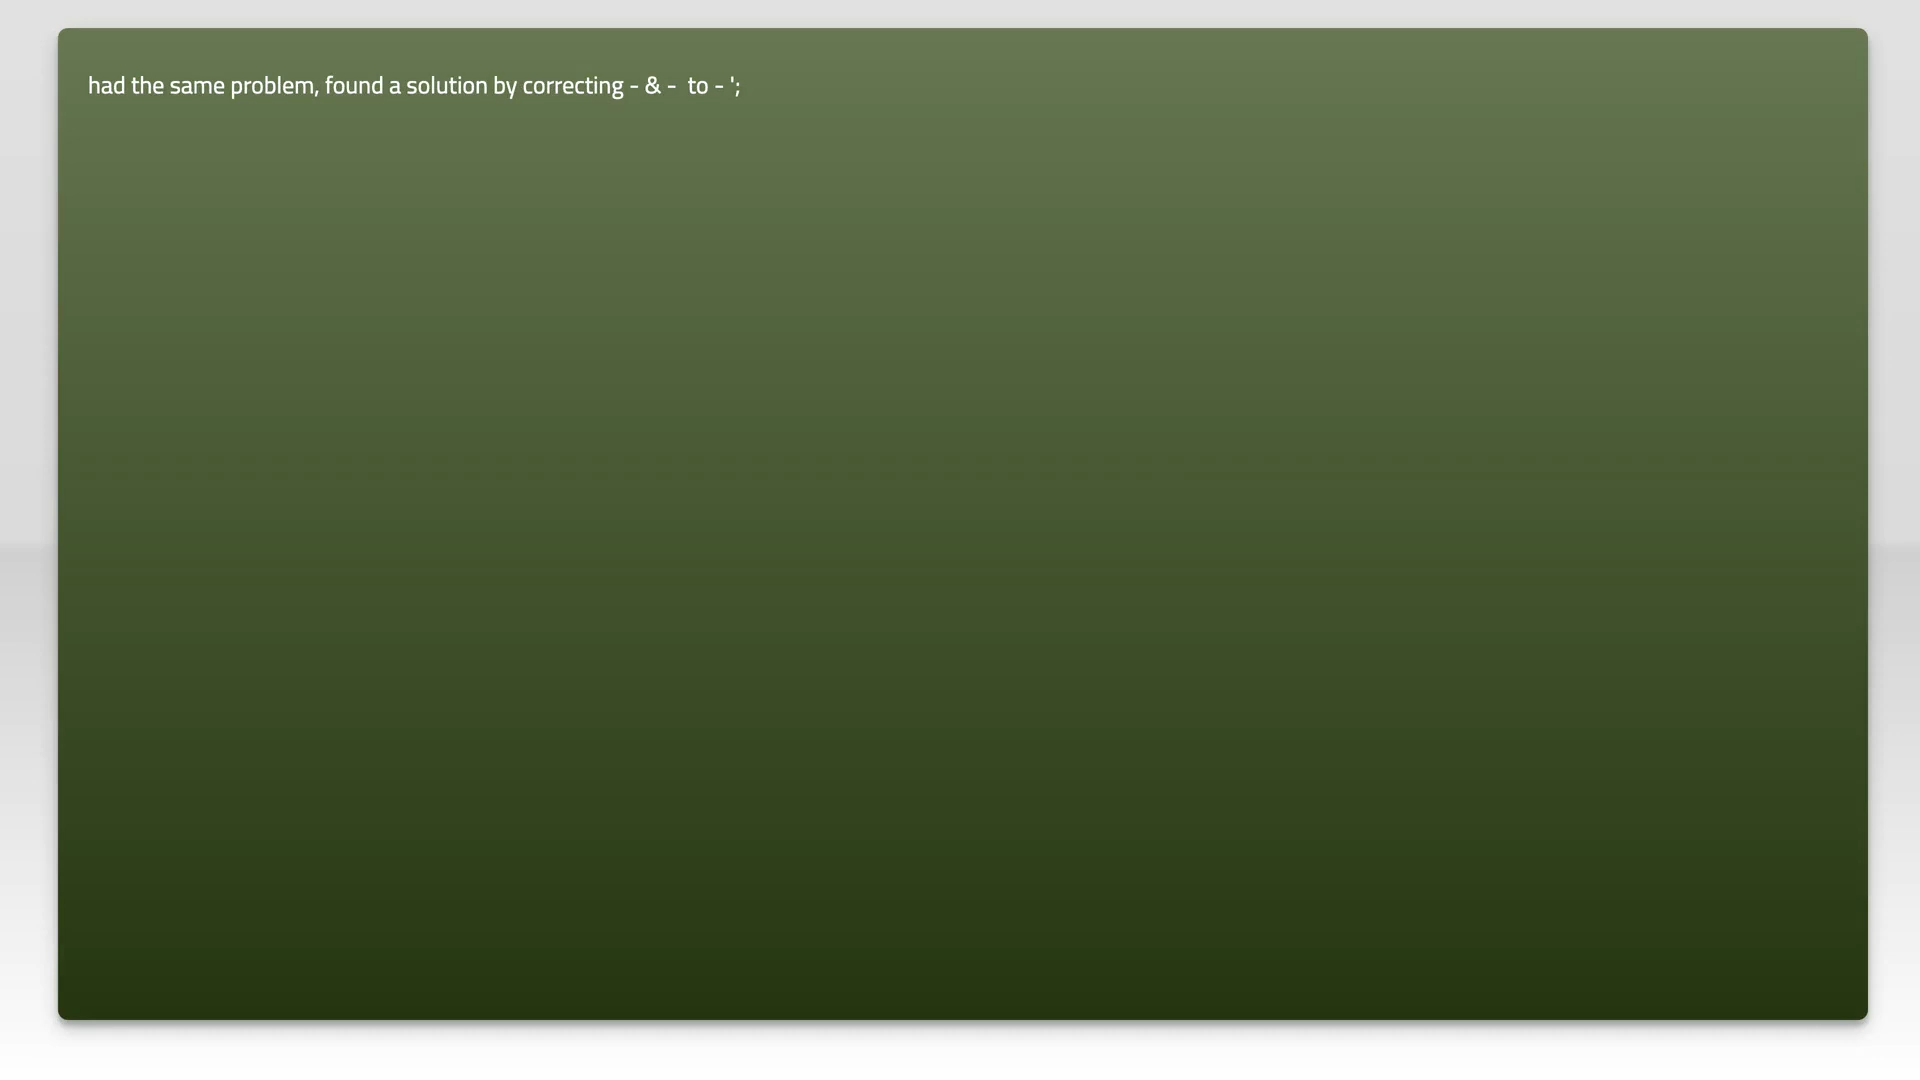 had the same problem, found a solution by correcting - & -  to - ';